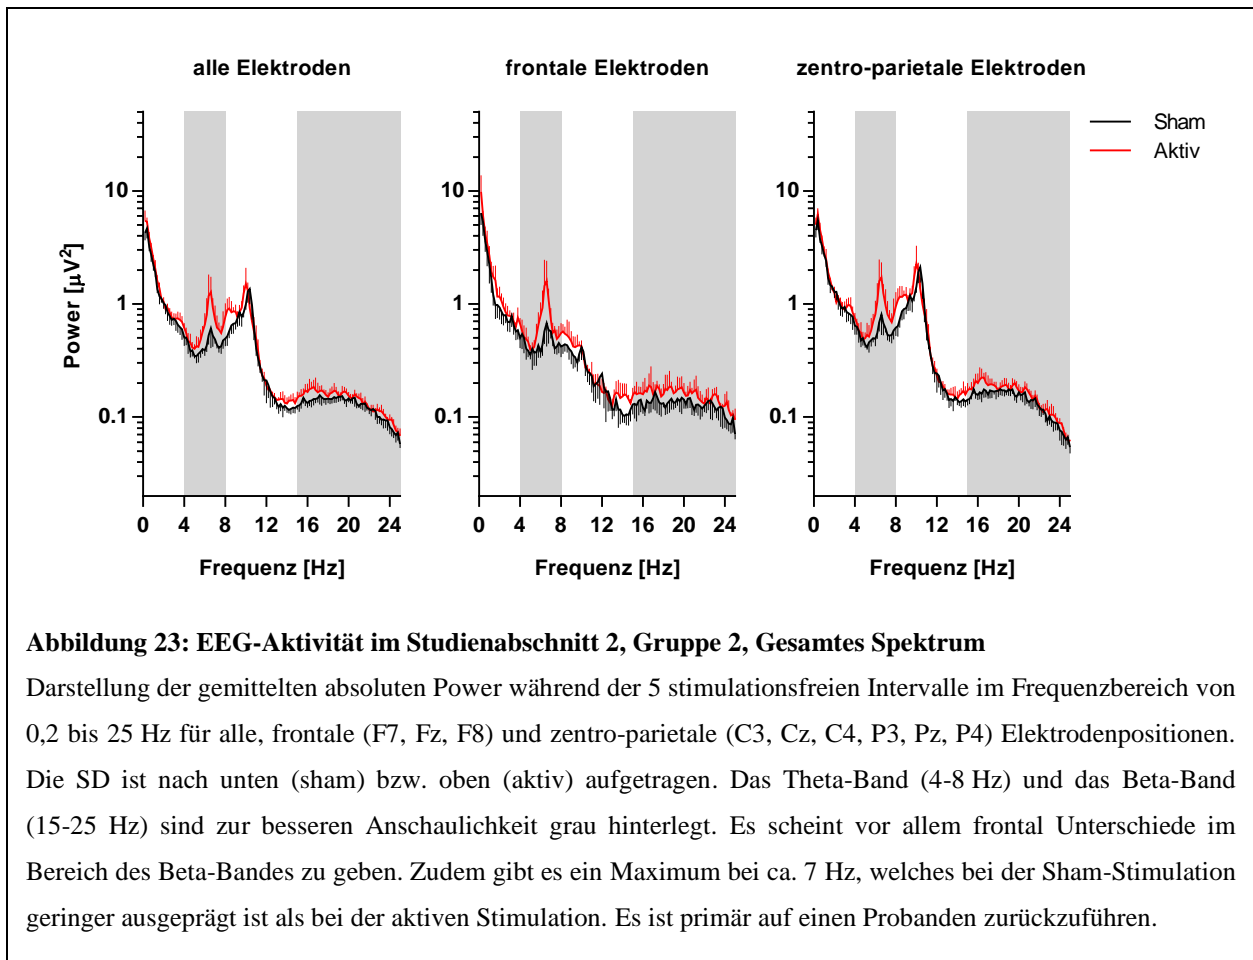 alle Elektroden
frontale Elektroden
zentro-parietale Elektroden
Sham
Aktiv
Power [µV²]
10
1
0.1
10
1
0.1
10
1
0.1
0 4 8 12 16 20 24
0 4 8 12 16 20 24
0 4 8 12 16 20 24
Frequenz [Hz]
Frequenz [Hz]
Frequenz [Hz]
Abbildung 23: EEG-Aktivität im Studienabschnitt 2, Gruppe 2, Gesamtes Spektrum
Darstellung der gemittelten absoluten Power während der 5 stimulationsfreien Intervalle im Frequenzbereich von
0,2 bis 25 Hz für alle, frontale (F7, Fz, F8) und zentro-parietale (C3, Cz, C4, P3, Pz, P4) Elektrodenpositionen.
Die SD ist nach unten (sham) bzw. oben (aktiv) aufgetragen. Das Theta-Band (4-8 Hz) und das Beta-Band
(15-25 Hz) sind zur besseren Anschaulichkeit grau hinterlegt. Es scheint vor allem frontal Unterschiede im
Bereich des Beta-Bandes zu geben. Zudem gibt es ein Maximum bei ca. 7 Hz, welches bei der Sham-Stimulation
geringer ausgeprägt ist als bei der aktiven Stimulation. Es ist primär auf einen Probanden zurückzuführen.